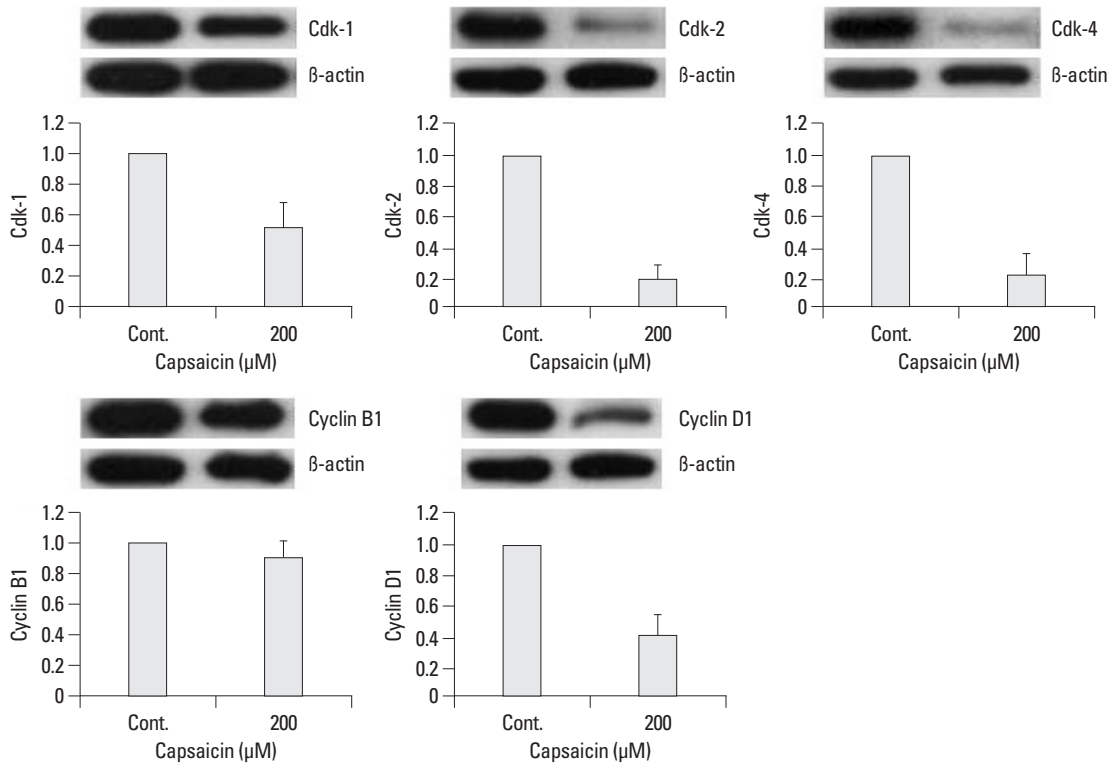 Cdk-1
ß-actin
1.2
1.0
0.8
0.6
0.4
0.2
0
Cdk-1
Cont.
200
Capsaicin (µM)
Cdk-2
ß-actin
1.2
1.0
0.8
0.6
0.4
0.2
0
Cdk-2
Cont.
200
Capsaicin (µM)
Cdk-4
ß-actin
1.2
1.0
0.8
0.6
0.4
0.2
0
Cdk-4
Cont.
200
Capsaicin (µM)
Cyclin B1
ß-actin
1.2
1.0
0.8
0.6
0.4
0.2
0
Cyclin B1
Cont.
200
Capsaicin (µM)
Cyclin D1
ß-actin
1.2
1.0
0.8
0.6
0.4
0.2
0
Cyclin D1
Cont.
200
Capsaicin (µM)